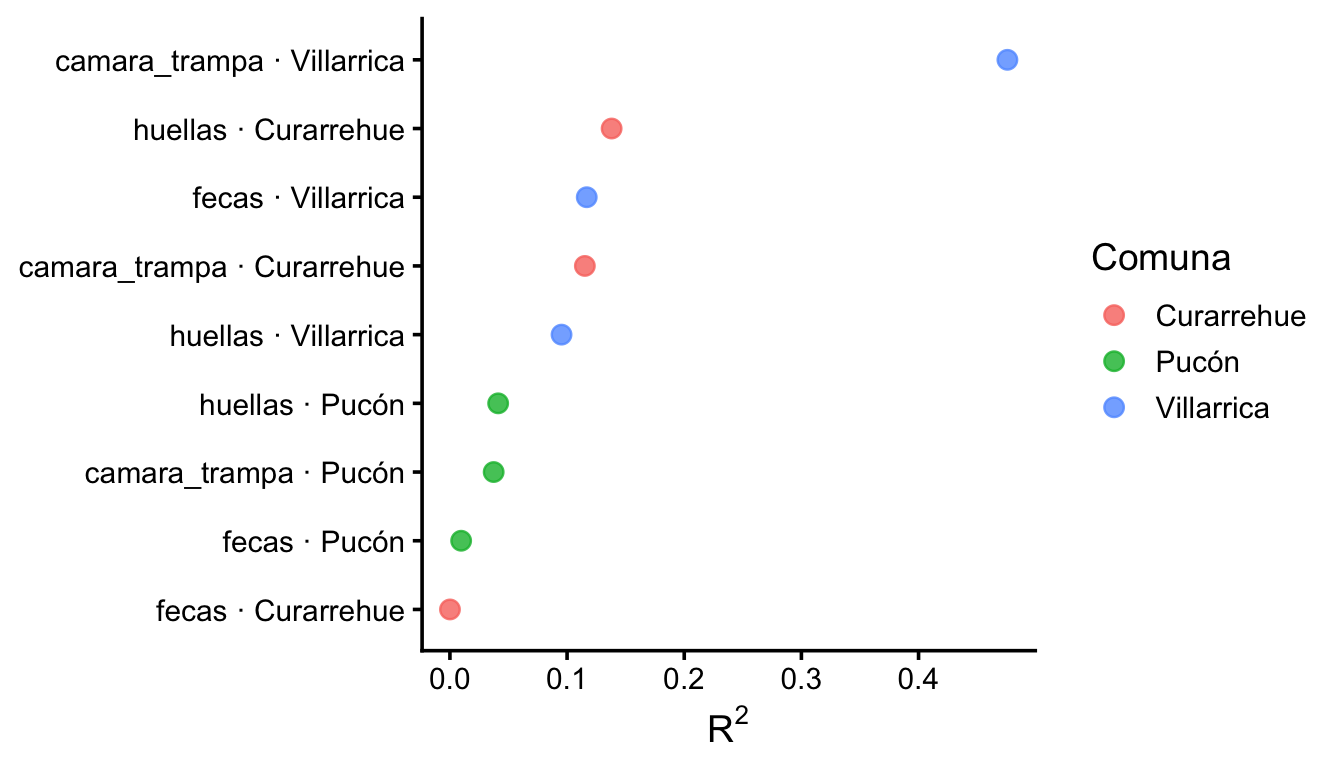 camara_trampa · Villarrica
huellas · Curarrehue
fecas · Villarrica
camara_trampa · Curarrehue
huellas · Villarrica
huellas · Pucón
camara_trampa · Pucón
fecas · Pucón
fecas · Curarrehue
0.0 0.1 0.2 0.3 0.4
R²
Comuna
Curarrehue
Pucón
Villarrica